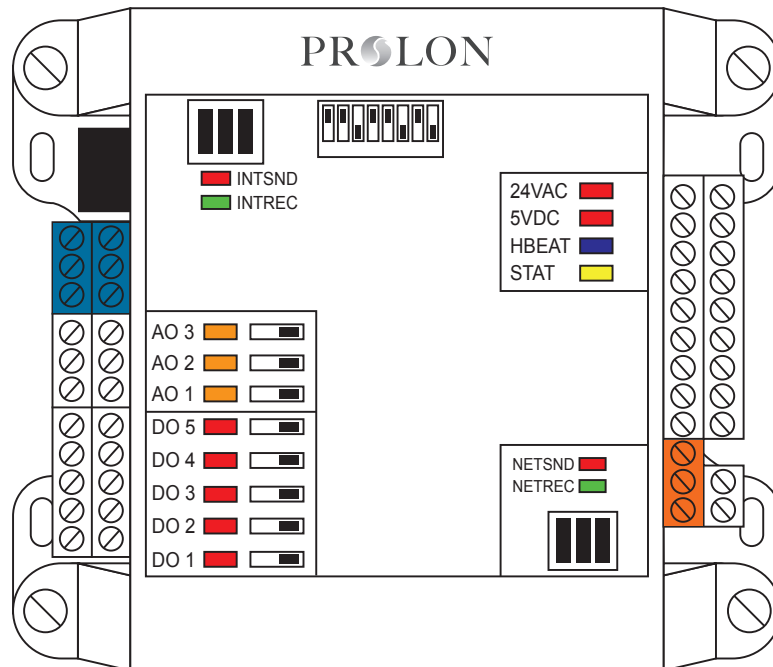 PROLON
INTSND
INTREC
24VAC
5VDC
HBEAT
STAT
AO 3
AO 2
AO 1
DO 5
DO 4
DO 3
DO 2
DO 1
NETSND
NETREC